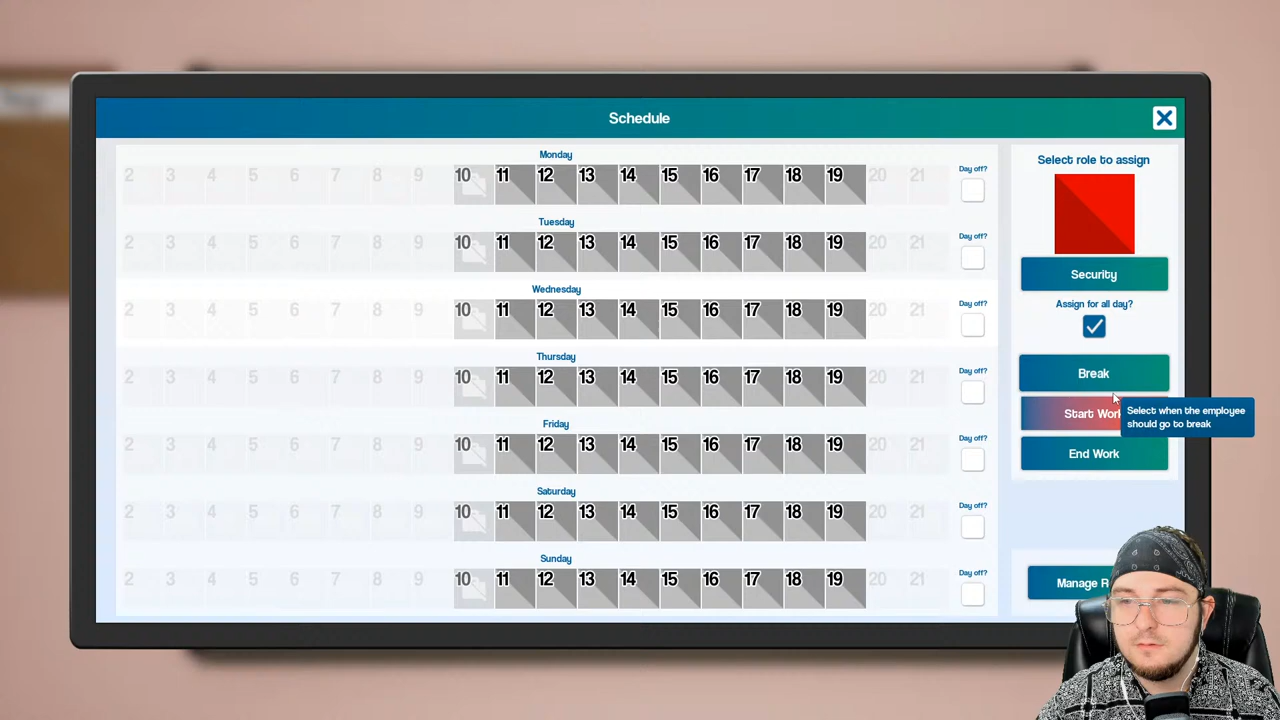 Schedule
Select role to assign
Security
Assign for all day?
Break
Start Work
Select when the employee
should go to break
End Work
Manage R
Monday
2 3 4 5 6 7 8 9 10 11 12 13 14 15 16 17 18 19 20 21
Day off?
Tuesday
2 3 4 5 6 7 8 9 10 11 12 13 14 15 16 17 18 19 20 21
Day off?
Wednesday
2 3 4 5 6 7 8 9 10 11 12 13 14 15 16 17 18 19 20 21
Day off?
Thursday
2 3 4 5 6 7 8 9 10 11 12 13 14 15 16 17 18 19 20 21
Day off?
Friday
2 3 4 5 6 7 8 9 10 11 12 13 14 15 16 17 18 19 20 21
Day off?
Saturday
2 3 4 5 6 7 8 9 10 11 12 13 14 15 16 17 18 19 20 21
Day off?
Sunday
2 3 4 5 6 7 8 9 10 11 12 13 14 15 16 17 18 19 20 21
Day off?